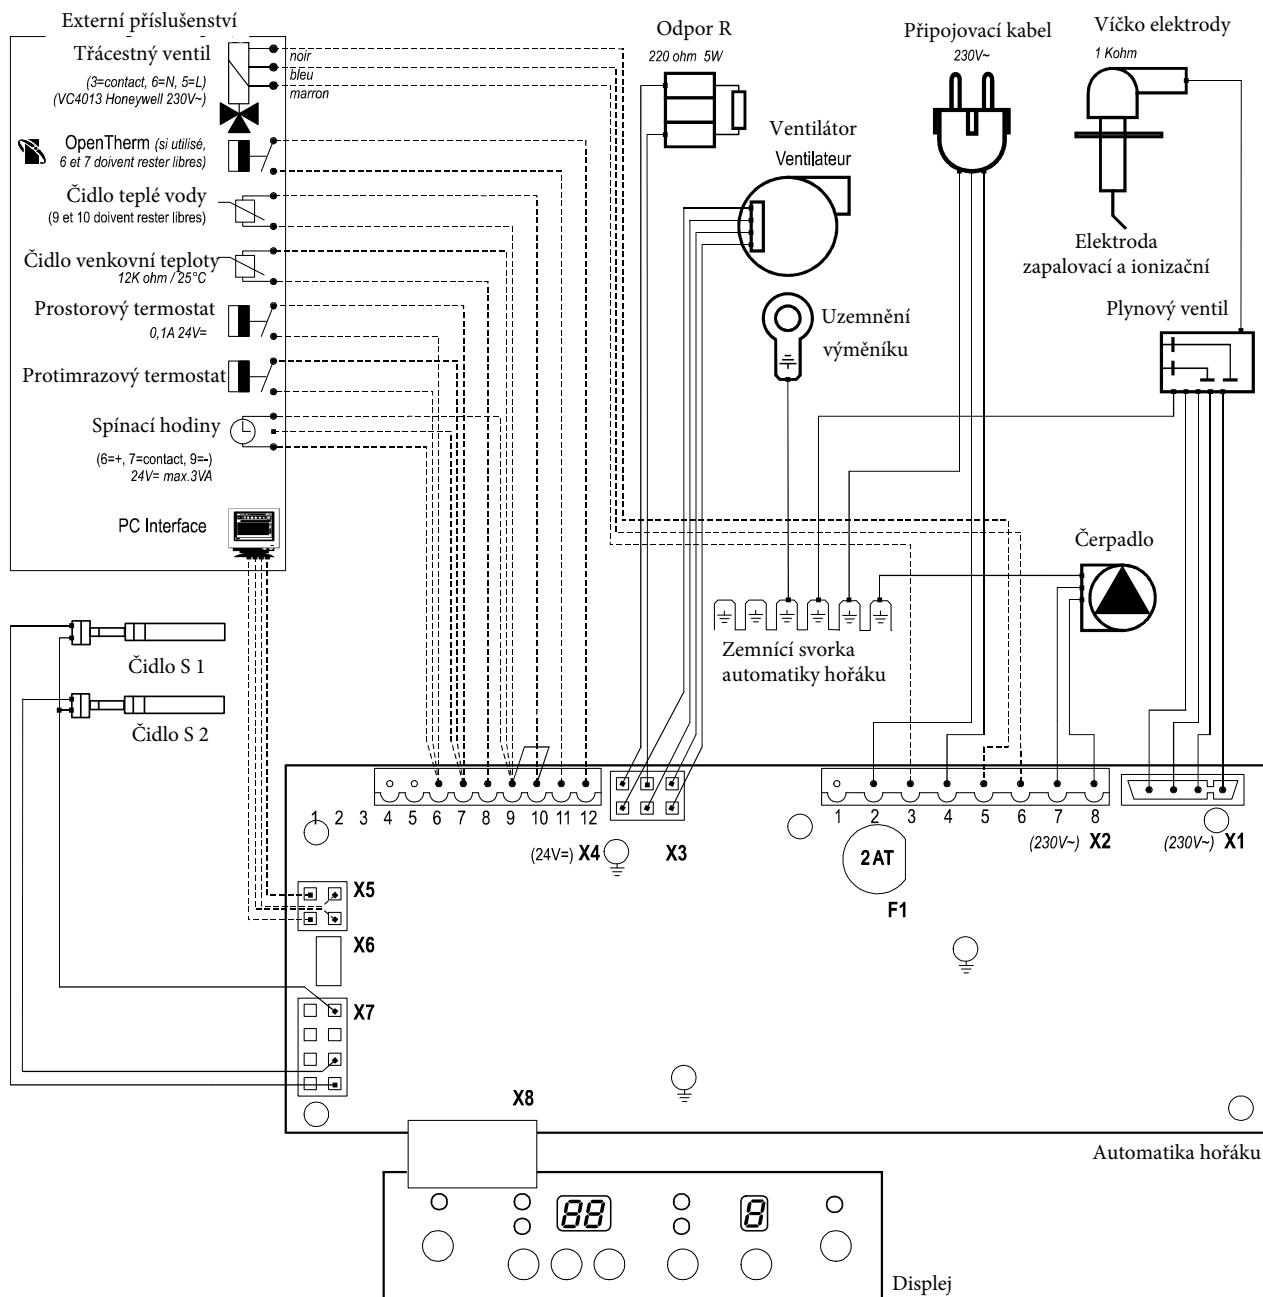 Externí příslušenství
Třácestný ventil
(3=contact, 6=N, 5=L)
(VC4013 Honeywell 230V~)
noir
bleu
marron
OpenTherm (si utilisé,
6 et 7 doivent rester libres)
Čidlo teplé vody
(9 et 10 doivent rester libres)
Čidlo venkovní teploty
12K ohm / 25°C
Prostorový termostat
0,1A 24V=
Protimrazový termostat
Spínací hodiny
(6=+, 7=contact, 9=-)
24V= max.3VA
PC Interface
Odpor R
220 ohm 5W
Připojovací kabel
230V~
Víčko elektrody
1 Kohm
Ventilátor
Ventilateur
Elektroda
zapalovací a ionizační
Uzemnění
výměníku
Plynový ventil
Čerpadlo
Zemnící svorka
automatiky hořáku
Čidlo S 1
Čidlo S 2
1 2 3 4 5 6 7 8 9 10 11 12
(24V=) X4
X3
1 2 3 4 5 6 7 8
(230V~) X2
(230V~) X1
2 AT
F1
X5
X6
X7
X8
Automatika hořáku
88
8
Displej